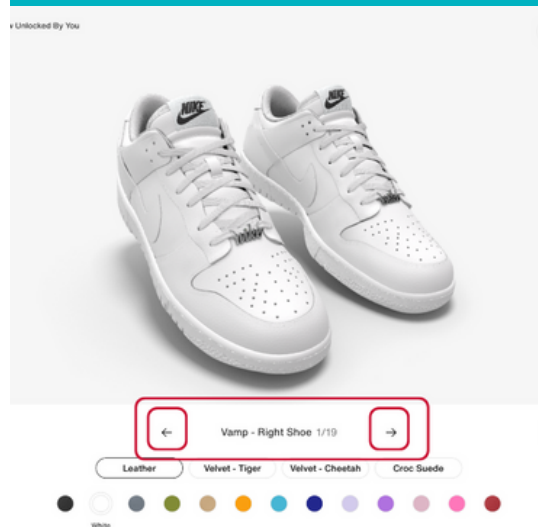 Unlocked By You
NIKE
NIKE
Vamp - Right Shoe 1/19
Leather
Velvet - Tiger
Velvet - Cheetah
Croc Suede
White